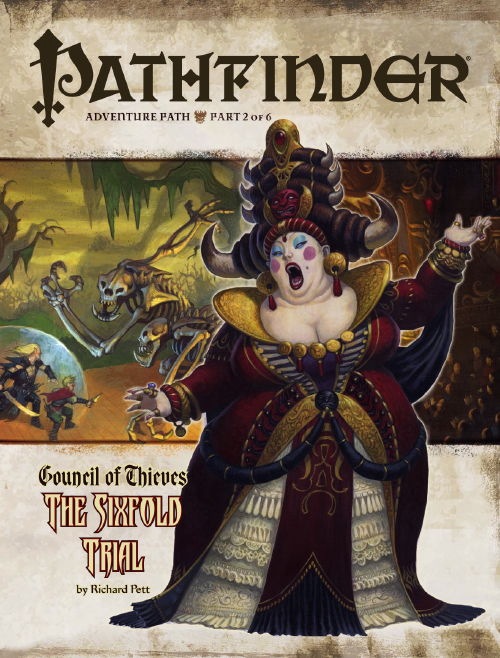 PATHFINDER®
ADVENTURE PATH PART 2 OF 6
Council of Thieves
THE SIXFOLD
TRIAL
by Richard Pett